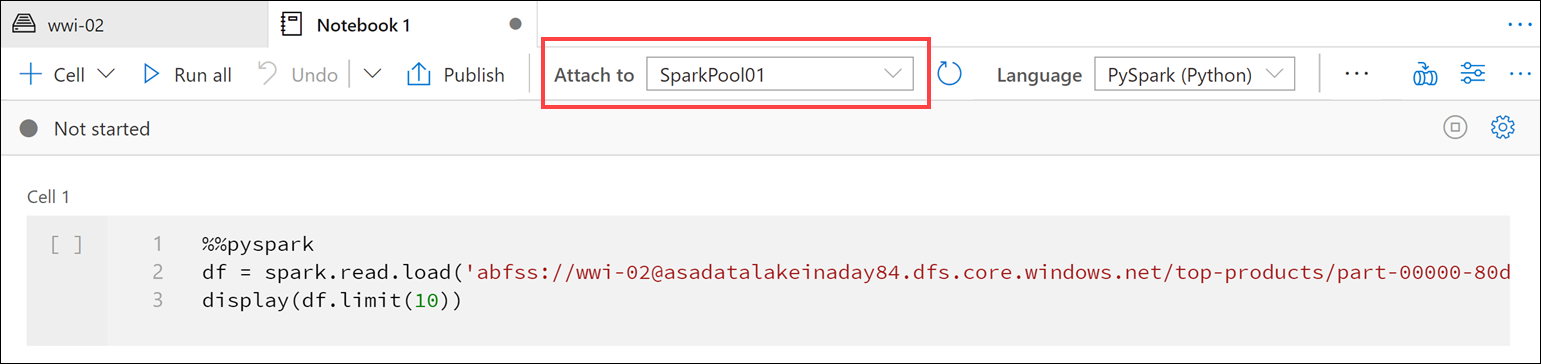 wwi-02 Notebook 1
Cell Run all Undo Publish Attach to SparkPool01 Language PySpark (Python)
Not started
Cell 1
[ ] 1 %%pyspark
2 df = spark.read.load('abfss://wwi-02@asadatalakeinaday84.dfs.core.windows.net/top-products/part-00000-80d
3 display(df.limit(10))